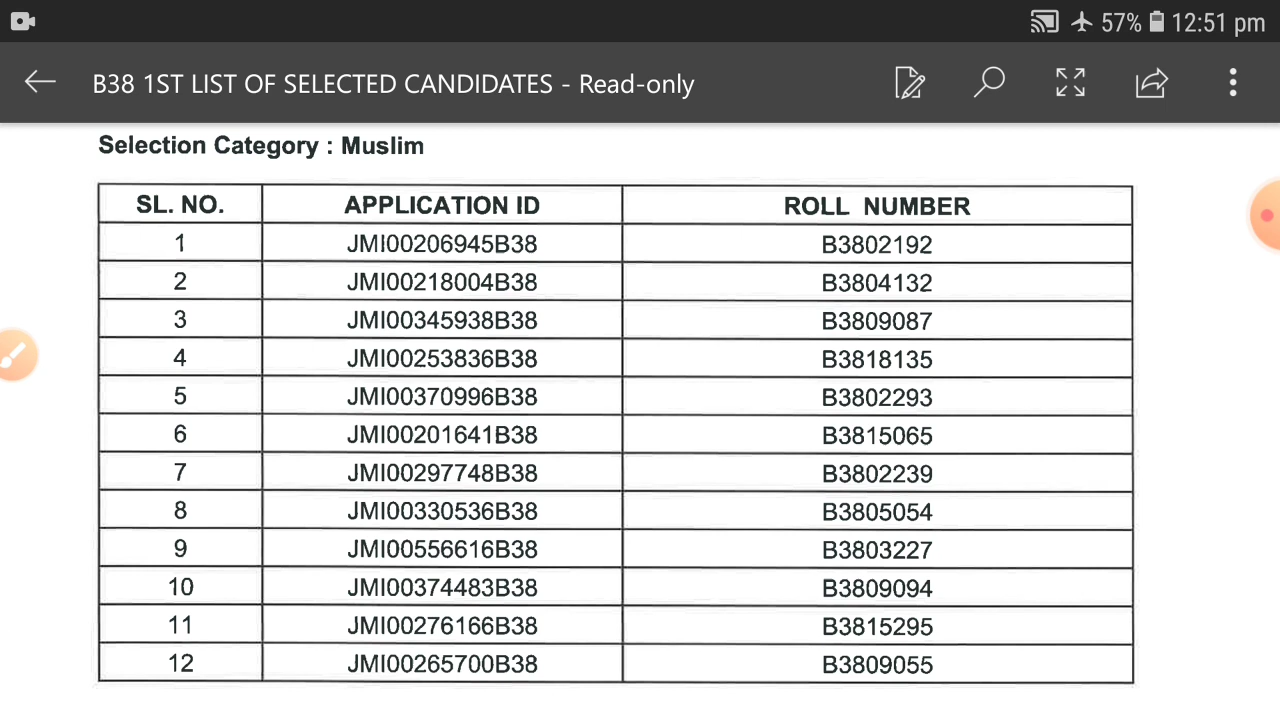 57% 12:51 pm
B38 1ST LIST OF SELECTED CANDIDATES - Read-only
Selection Category : Muslim
SL. NO. APPLICATION ID ROLL NUMBER
1 JMI00206945B38 B3802192
2 JMI00218004B38 B3804132
3 JMI00345938B38 B3809087
4 JMI00253836B38 B3818135
5 JMI00370996B38 B3802293
6 JMI00201641B38 B3815065
7 JMI00297748B38 B3802239
8 JMI00330536B38 B3805054
9 JMI00556616B38 B3803227
10 JMI00374483B38 B3809094
11 JMI00276166B38 B3815295
12 JMI00265700B38 B3809055